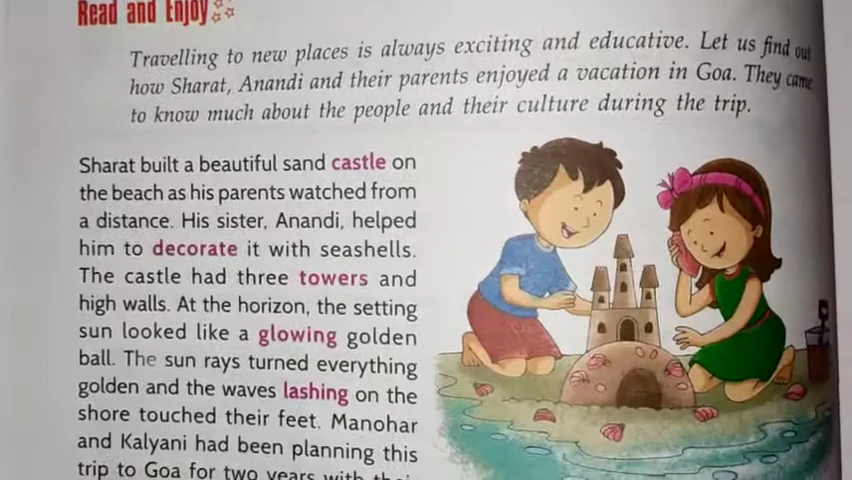 Read and Enjoy
Travelling to new places is always exciting and educative. Let us find out
how Sharat, Anandi and their parents enjoyed a vacation in Goa. They came
to know much about the people and their culture during the trip.
Sharat built a beautiful sand castle on
the beach as his parents watched from
a distance. His sister, Anandi, helped
him to decorate it with seashells.
The castle had three towers and
high walls. At the horizon, the setting
sun looked like a glowing golden
ball. The sun rays turned everything
golden and the waves lashing on the
shore touched their feet. Manohar
and Kalyani had been planning this
trip to Goa for two years with their